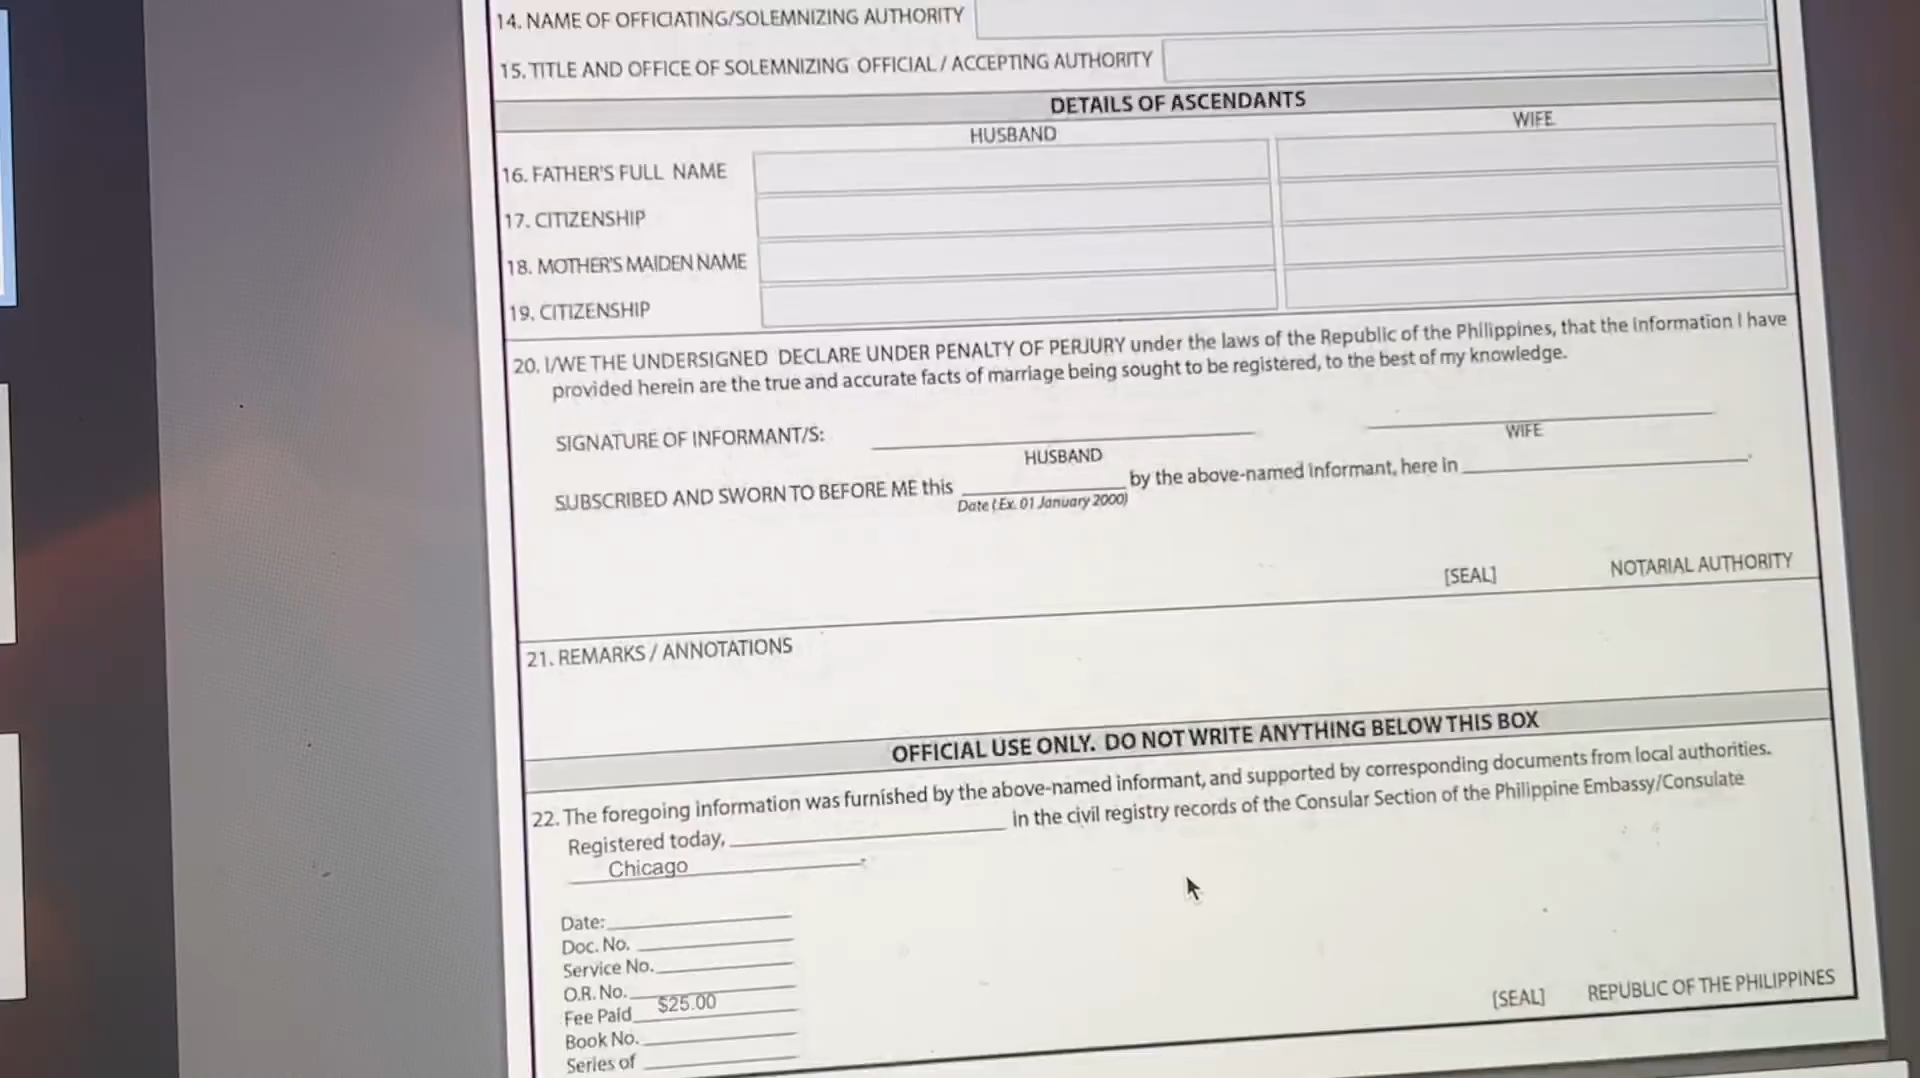 14. NAME OF OFFICIATING/SOLEMNIZING AUTHORITY
15. TITLE AND OFFICE OF SOLEMNIZING OFFICIAL / ACCEPTING AUTHORITY
DETAILS OF ASCENDANTS
HUSBAND WIFE
16. FATHER'S FULL NAME
17. CITIZENSHIP
18. MOTHER'S MAIDEN NAME
19. CITIZENSHIP
20. I/WE THE UNDERSIGNED DECLARE UNDER PENALTY OF PERJURY under the laws of the Republic of the Philippines, that the information I have
provided herein are the true and accurate facts of marriage being sought to be registered, to the best of my knowledge.
SIGNATURE OF INFORMANT/S:
HUSBAND WIFE
SUBSCRIBED AND SWORN TO BEFORE ME this by the above-named informant, here in .
Date (Ex. 01 January 2000)
[SEAL] NOTARIAL AUTHORITY
21. REMARKS / ANNOTATIONS
OFFICIAL USE ONLY. DO NOT WRITE ANYTHING BELOW THIS BOX
22. The foregoing information was furnished by the above-named informant, and supported by corresponding documents from local authorities.
Registered today, in the civil registry records of the Consular Section of the Philippine Embassy/Consulate
Chicago .
Date:
Doc. No.
Service No.
O.R. No.
Fee Paid $25.00
Book No.
Series of
[SEAL] REPUBLIC OF THE PHILIPPINES